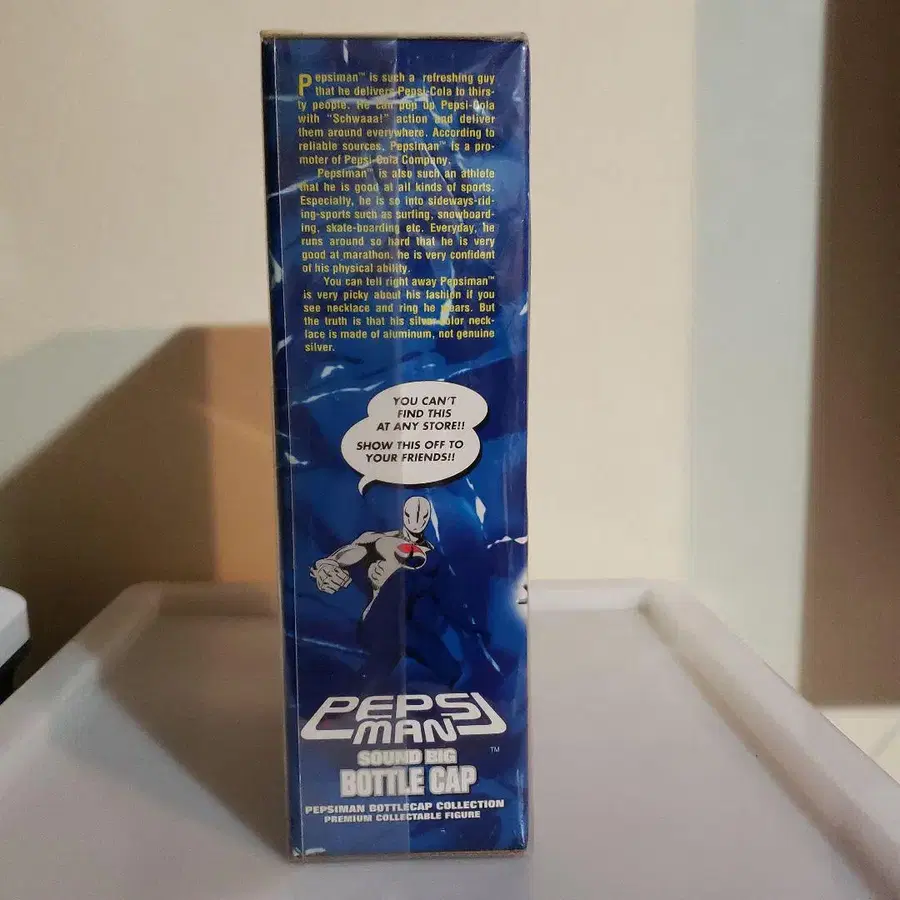 Pepsiman™ is such a refreshing guy
that he delivers Pepsi-Cola to thirs-
ty people. He can pop up Pepsi-Cola
with "Schwaaa!" action and deliver
them around everywhere. According to
reliable sources, Pepsiman™ is a pro-
moter of Pepsi-Cola Company.
Pepsiman™ is also such an athlete
that he is good at all kinds of sports.
Especially, he is so into sideways-rid-
ing-sports such as surfing, snowboard-
ing, skate-boarding etc. Everyday, he
runs around so hard that he is very
good at marathon. he is very confident
of his physical ability.
You can tell right away Pepsiman™
is very picky about his fashion if you
see necklace and ring he wears. But
the truth is that his silver color neck-
lace is made of aluminum, not genuine
silver.
YOU CAN'T
FIND THIS
AT ANY STORE!!
SHOW THIS OFF TO
YOUR FRIENDS!!
PEPSI
MAN
TM
SOUND BIG
BOTTLE CAP
PEPSIMAN BOTTLECAP COLLECTION
PREMIUM COLLECTABLE FIGURE